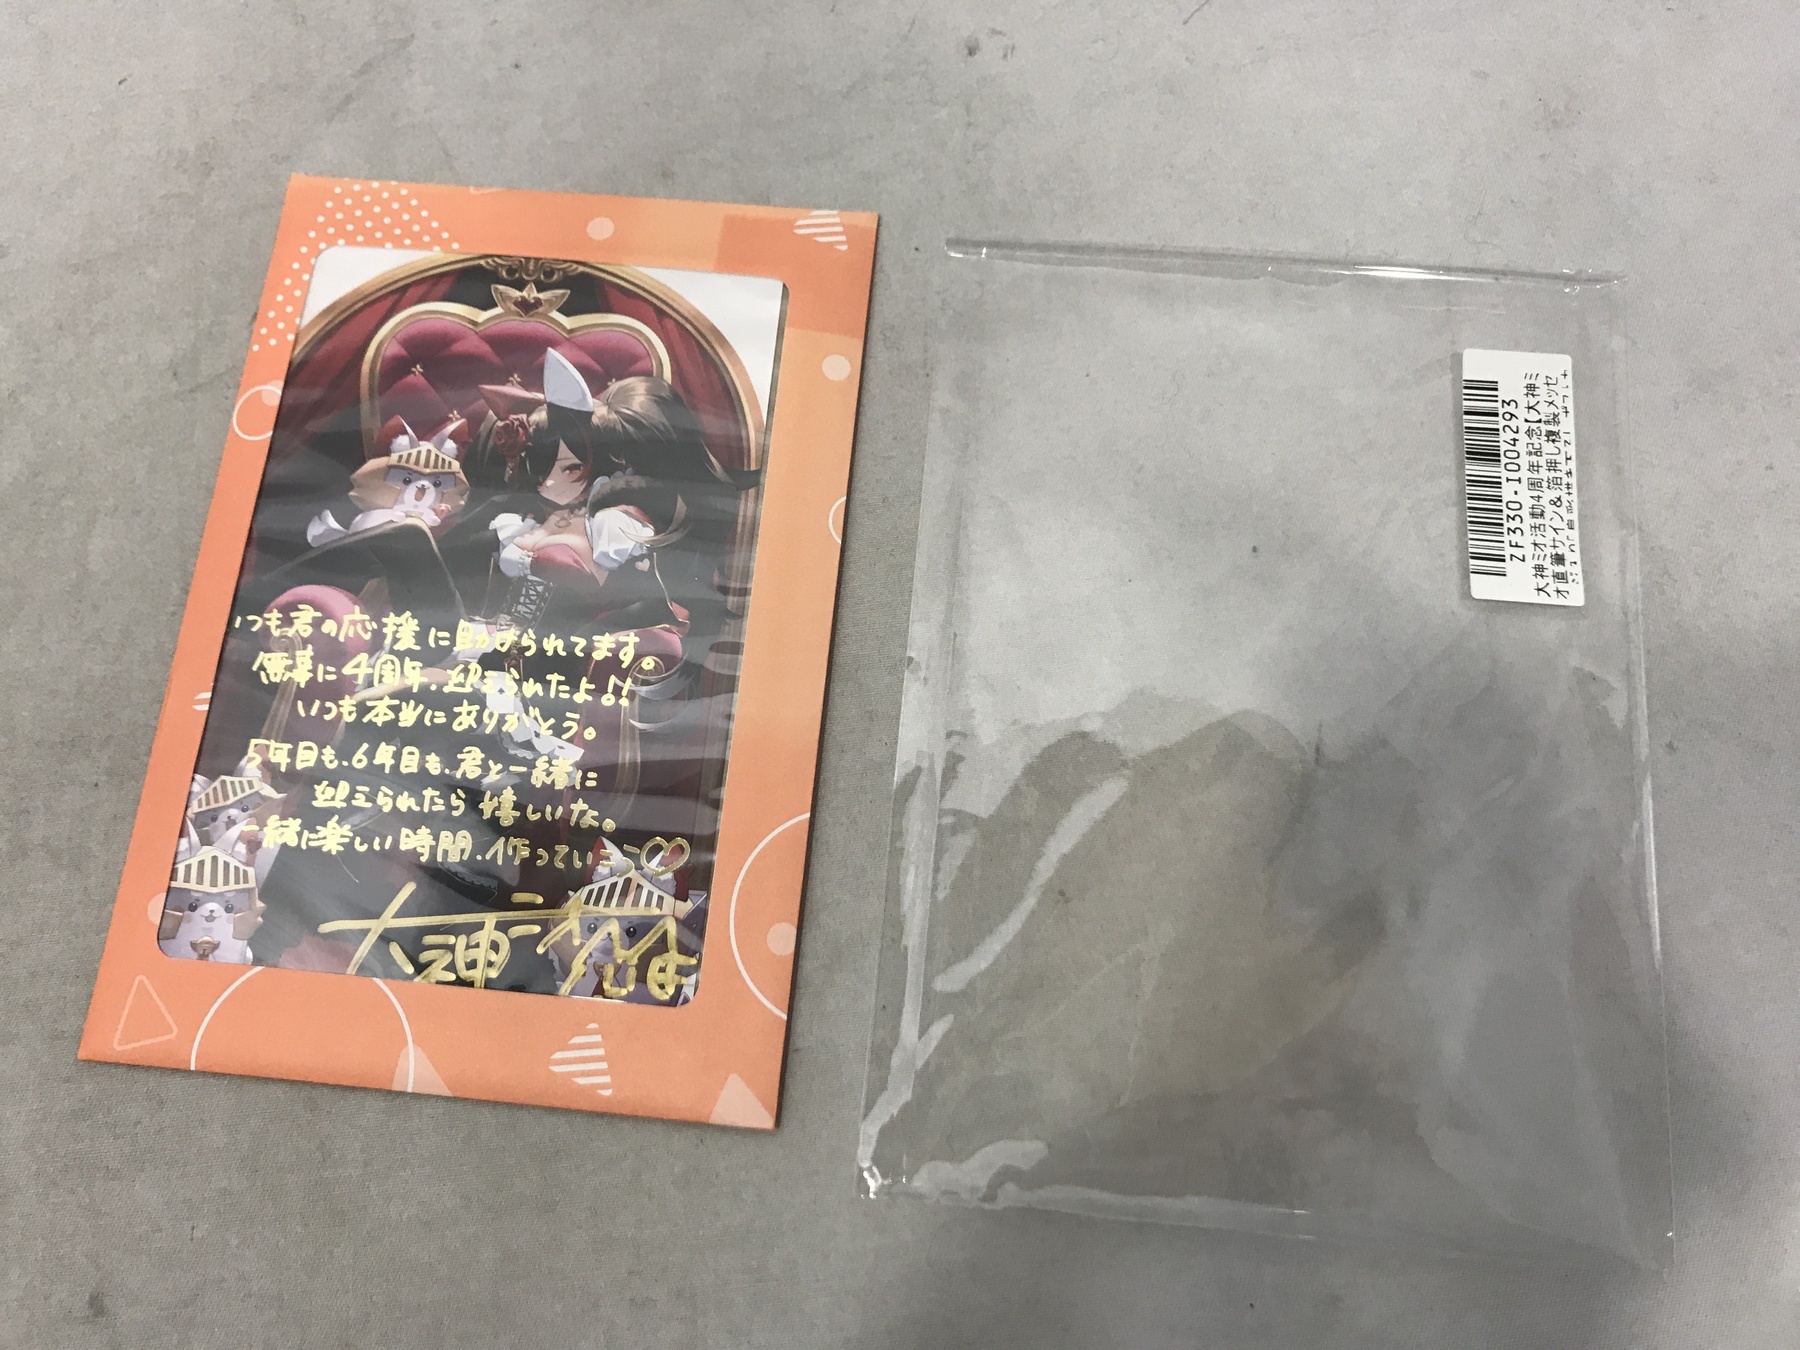 いつも君の応援に助けられてます。
無事に4周年、迎えられたよ!!
いつも本当にありがとう。
5年目も、6年目も、君と一緒に
迎えられたら嬉しいな。
一緒に楽しい時間、作っていこう♡
大神ミオ
ZF330-1004293
大神ミオ活動4周年記念【大神ミ
オ直筆サイン&箔押し複製メッセ